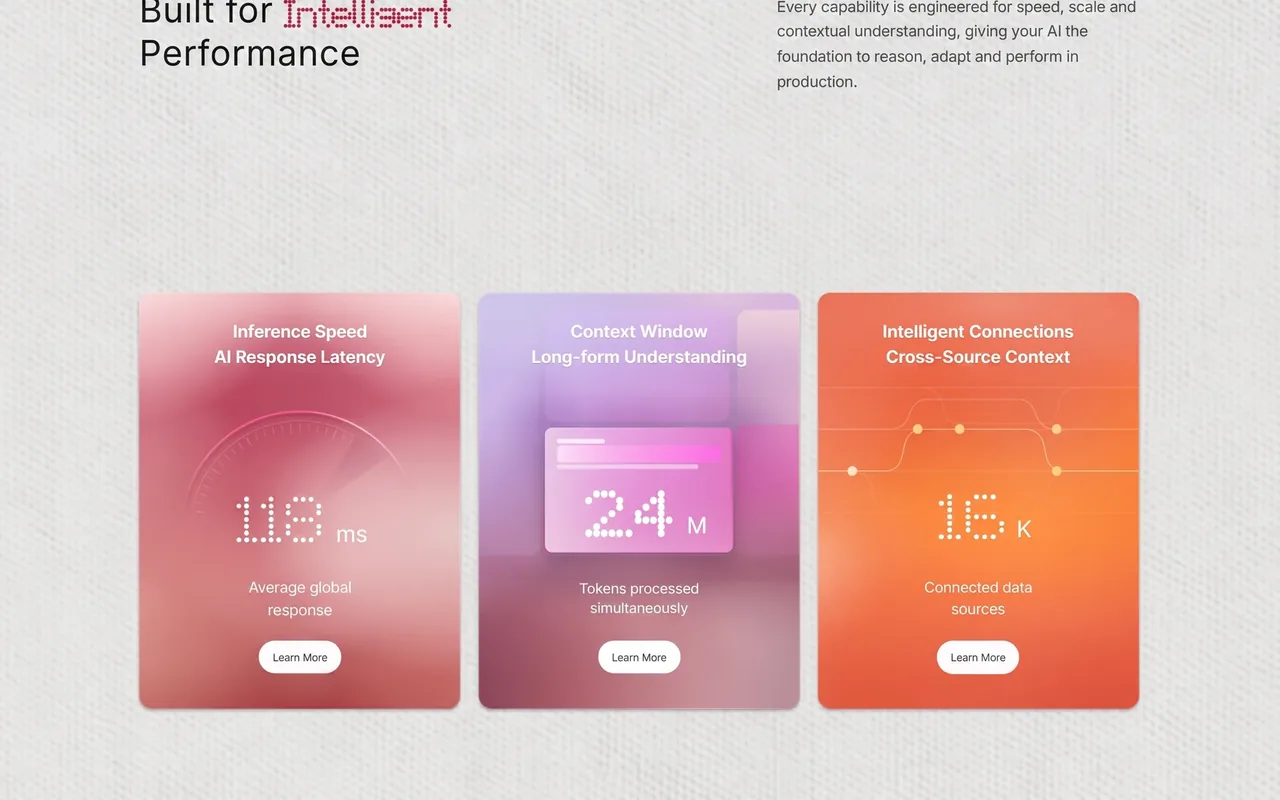 Built for Intelligent
Performance
Every capability is engineered for speed, scale and
contextual understanding, giving your AI the
foundation to reason, adapt and perform in
production.
Inference Speed
AI Response Latency
118 ms
Average global
response
Learn More
Context Window
Long-form Understanding
24 M
Tokens processed
simultaneously
Learn More
Intelligent Connections
Cross-Source Context
16 K
Connected data
sources
Learn More